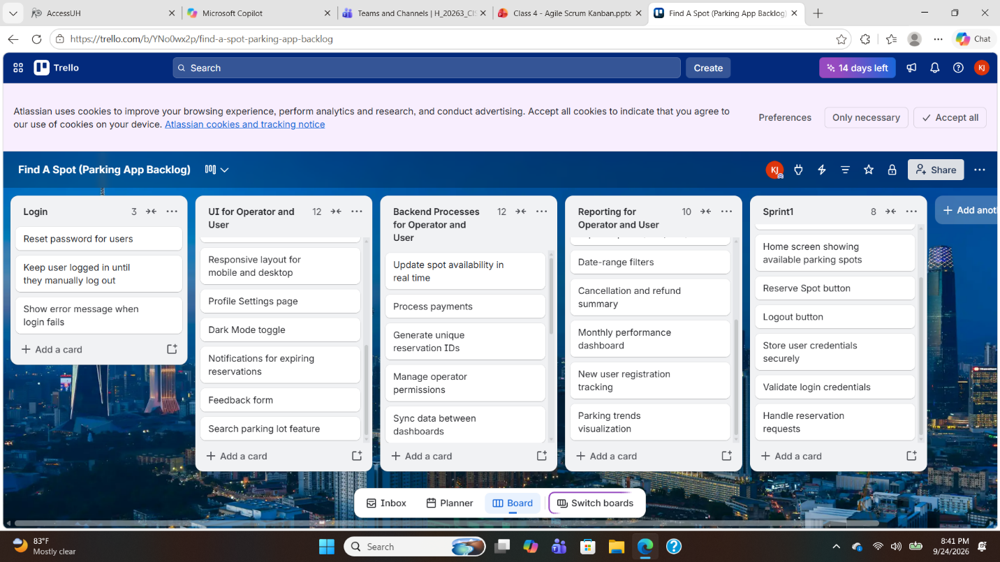 AccessUH
Microsoft Copilot
Teams and Channels | H_20263_CIS
Class 4 - Agile Scrum Kanban.pptx
Find A Spot (Parking App Backlog)
https://trello.com/b/YNo0wx2p/find-a-spot-parking-app-backlog
Chat
Trello
Search
Create
14 days left
KJ
Atlassian uses cookies to improve your browsing experience, perform analytics and research, and conduct advertising. Accept all cookies to indicate that you agree to
our use of cookies on your device. Atlassian cookies and tracking notice
Preferences
Only necessary
Accept all
Find A Spot (Parking App Backlog)
KJ
Share
Login
3
Reset password for users
Keep user logged in until
they manually log out
Show error message when
login fails
Add a card
UI for Operator and
User
12
Responsive layout for
mobile and desktop
Profile Settings page
Dark Mode toggle
Notifications for expiring
reservations
Feedback form
Search parking lot feature
Add a card
Backend Processes
for Operator and
User
12
Update spot availability in
real time
Process payments
Generate unique
reservation IDs
Manage operator
permissions
Sync data between
dashboards
Add a card
Reporting for
Operator and User
10
Date-range filters
Cancellation and refund
summary
Monthly performance
dashboard
New user registration
tracking
Parking trends
visualization
Add a card
Sprint1
8
Home screen showing
available parking spots
Reserve Spot button
Logout button
Store user credentials
securely
Validate login credentials
Handle reservation
requests
Add a card
Add anot
Inbox
Planner
Board
Switch boards
83°F
Mostly clear
Search
8:41 PM
9/24/2026